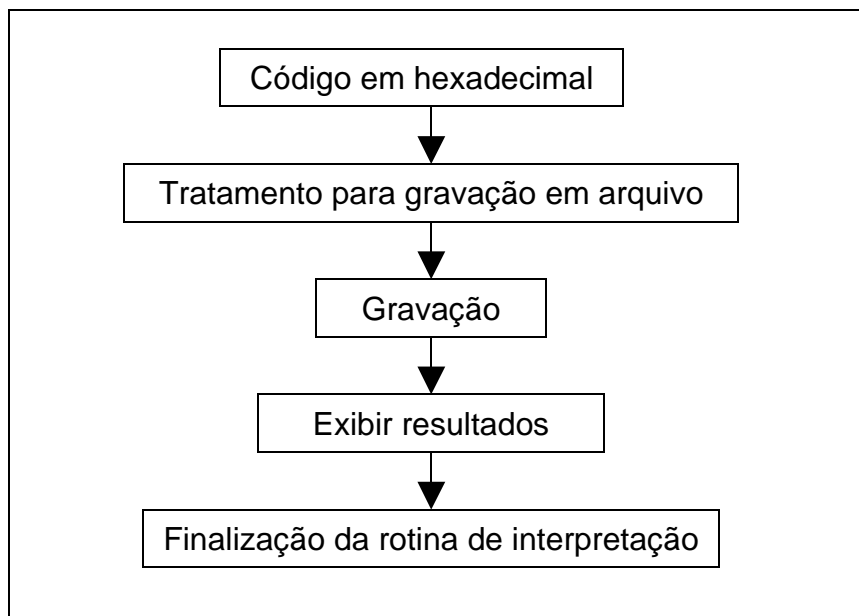 Código em hexadecimal
Tratamento para gravação em arquivo
Gravação
Exibir resultados
Finalização da rotina de interpretação